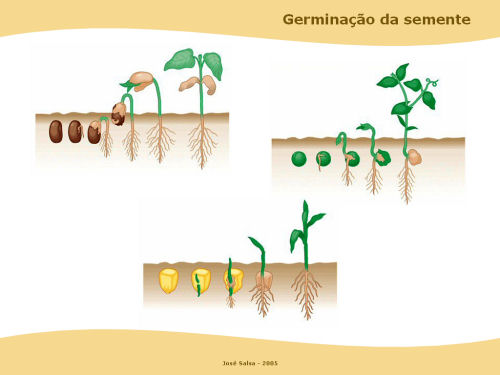 Germinação da semente
José Salsa - 2005